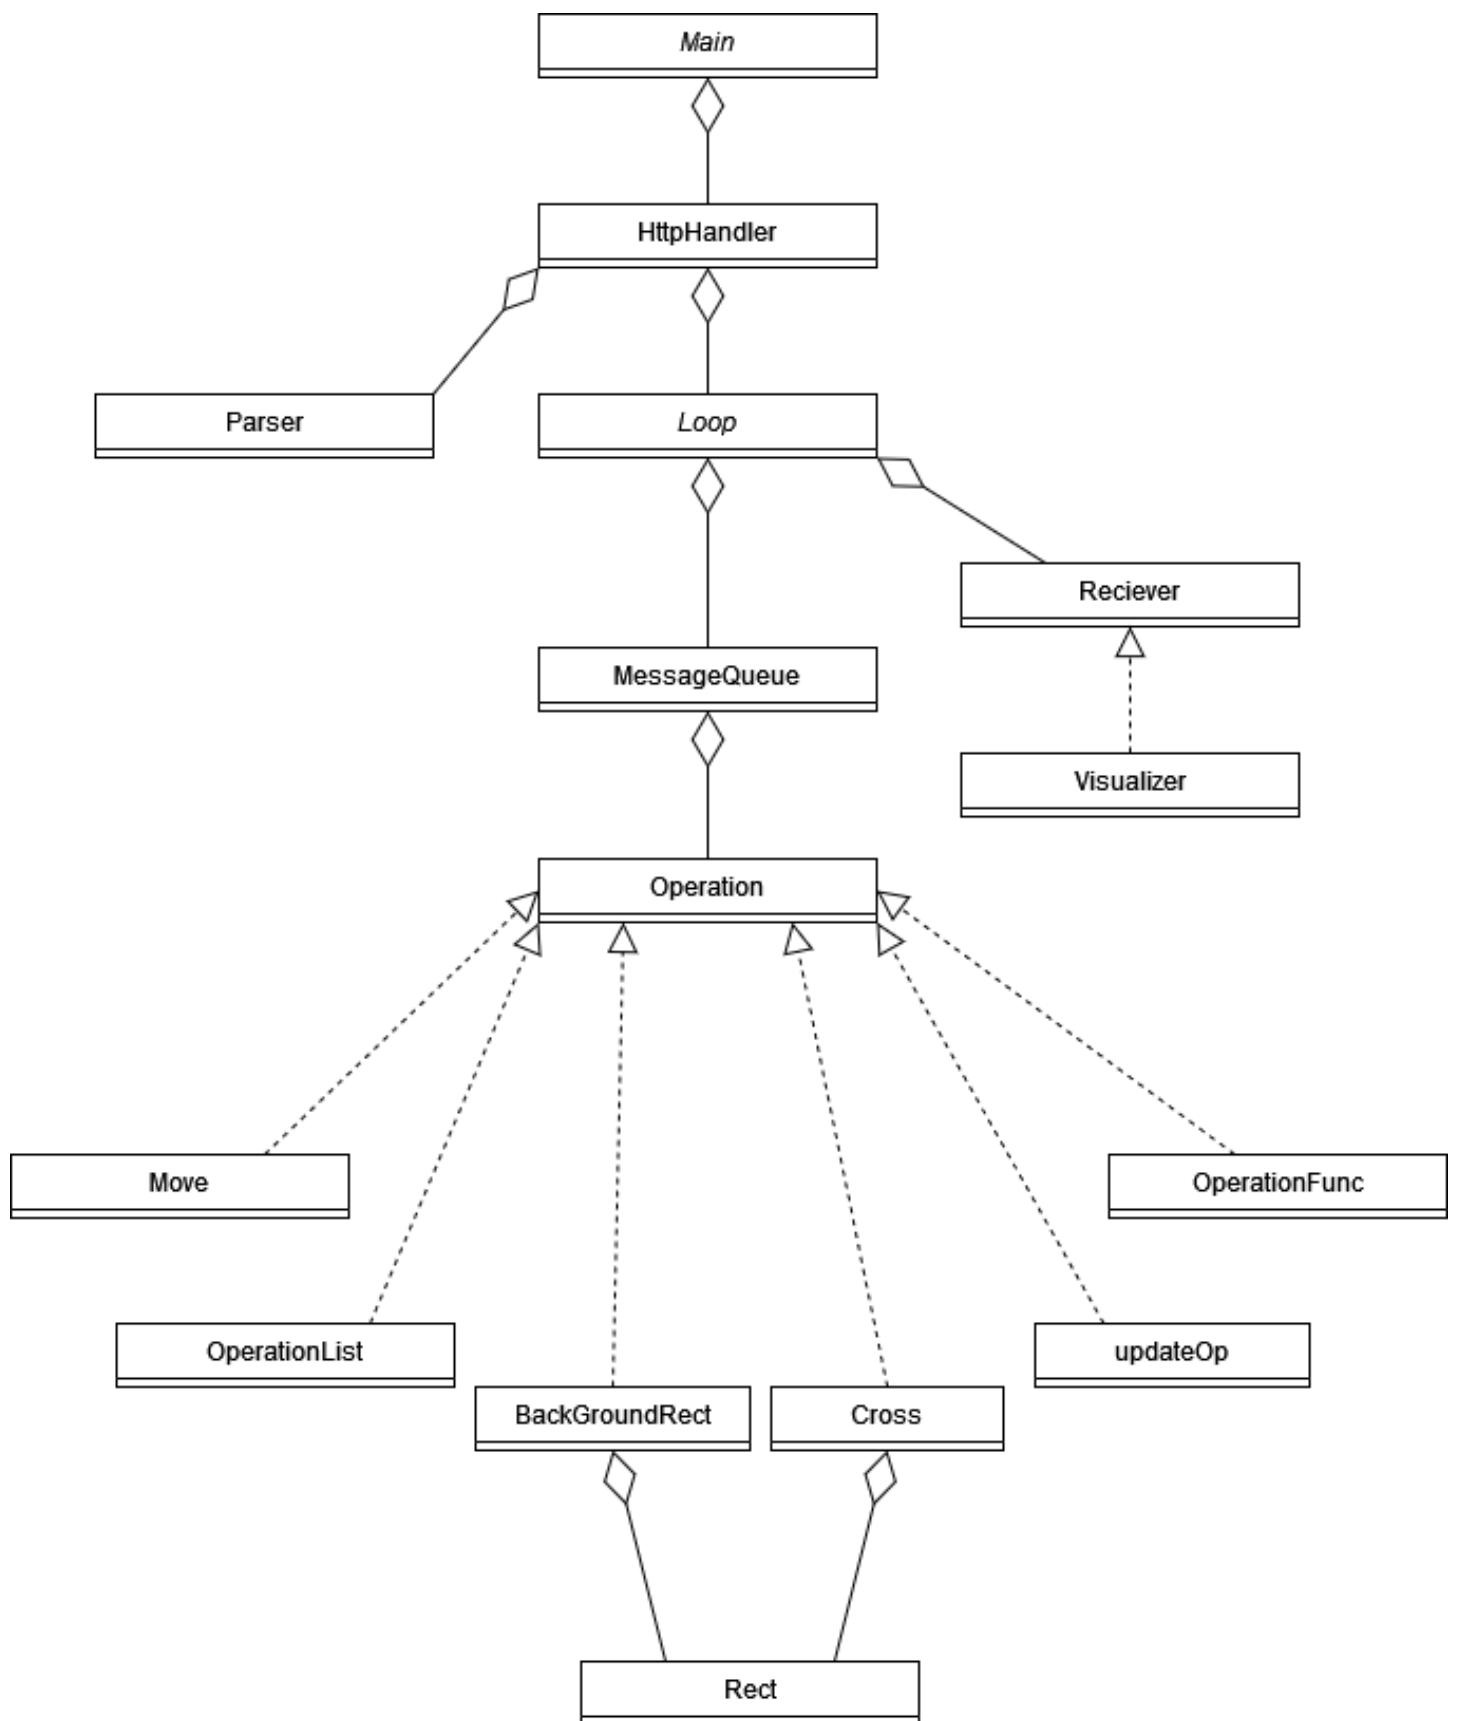 Main
HttpHandler
Parser
Loop
Reciever
MessageQueue
Visualizer
Operation
Move
OperationFunc
OperationList
updateOp
BackGroundRect
Cross
Rect